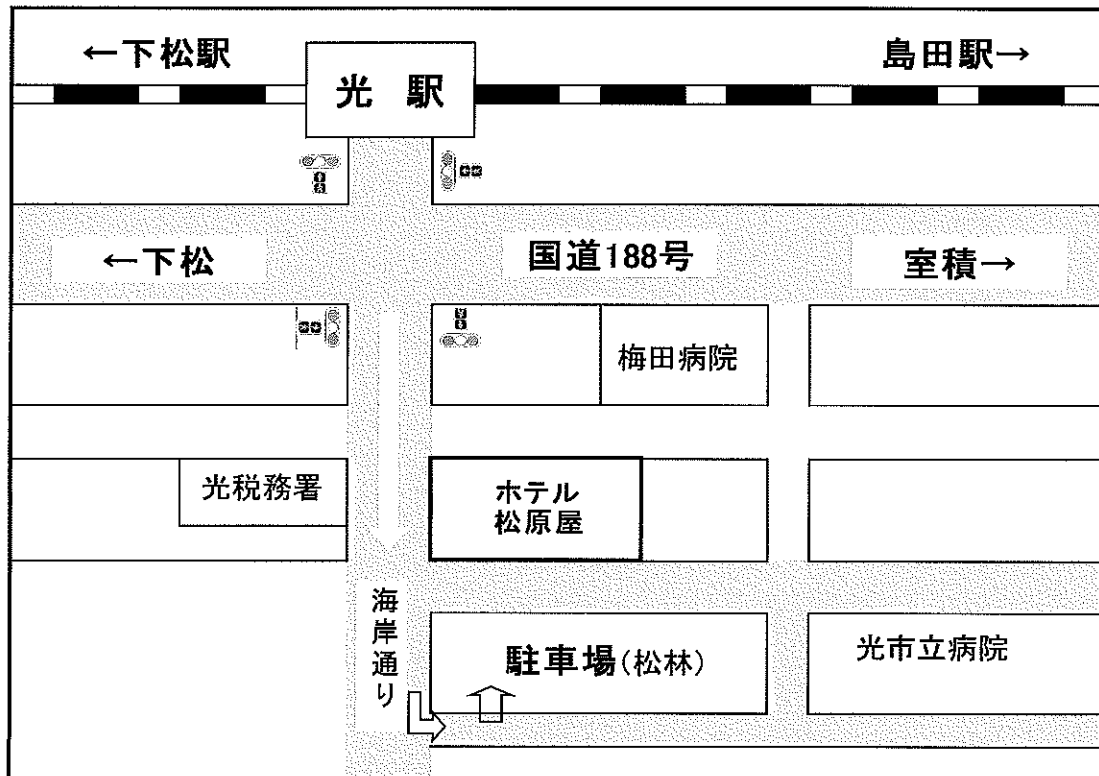 ←下松駅
島田駅→
光 駅
←下松
国道188号
室積→
梅田病院
光税務署
ホテル
松原屋
海岸通り
駐車場(松林)
光市立病院